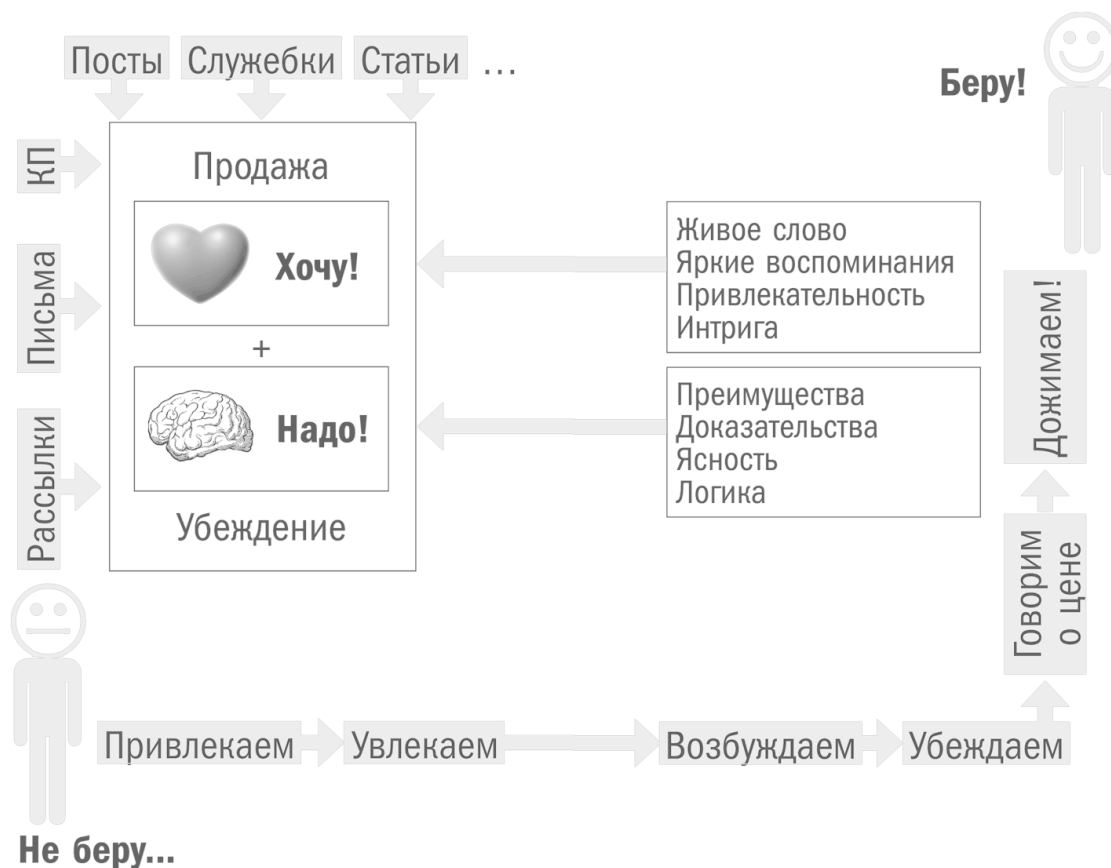 Посты Служебки Статьи ...
Беру!
КП
Письма
Рассылки
Продажа
Хочу!
+
Надо!
Убеждение
Живое слово
Яркие воспоминания
Привлекательность
Интрига
Преимущества
Доказательства
Ясность
Логика
Не беру...
Привлекаем
Увлекаем
Возбуждаем
Убеждаем
Говорим
о цене
Дожимаем!